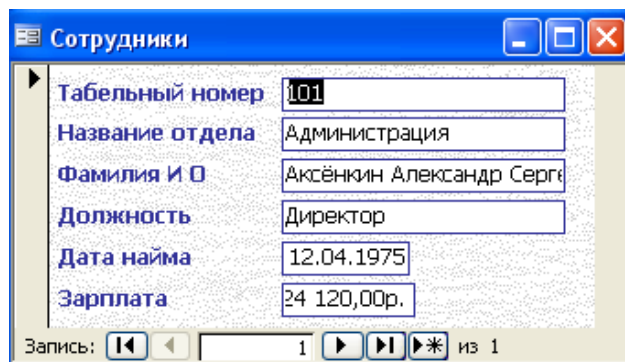 Сотрудники
Табельный номер 101
Название отдела Администрация
Фамилия И О Аксёнкин Александр Серге
Должность Директор
Дата найма 12.04.1975
Зарплата 24 120,00р.
Запись: 1 из 1